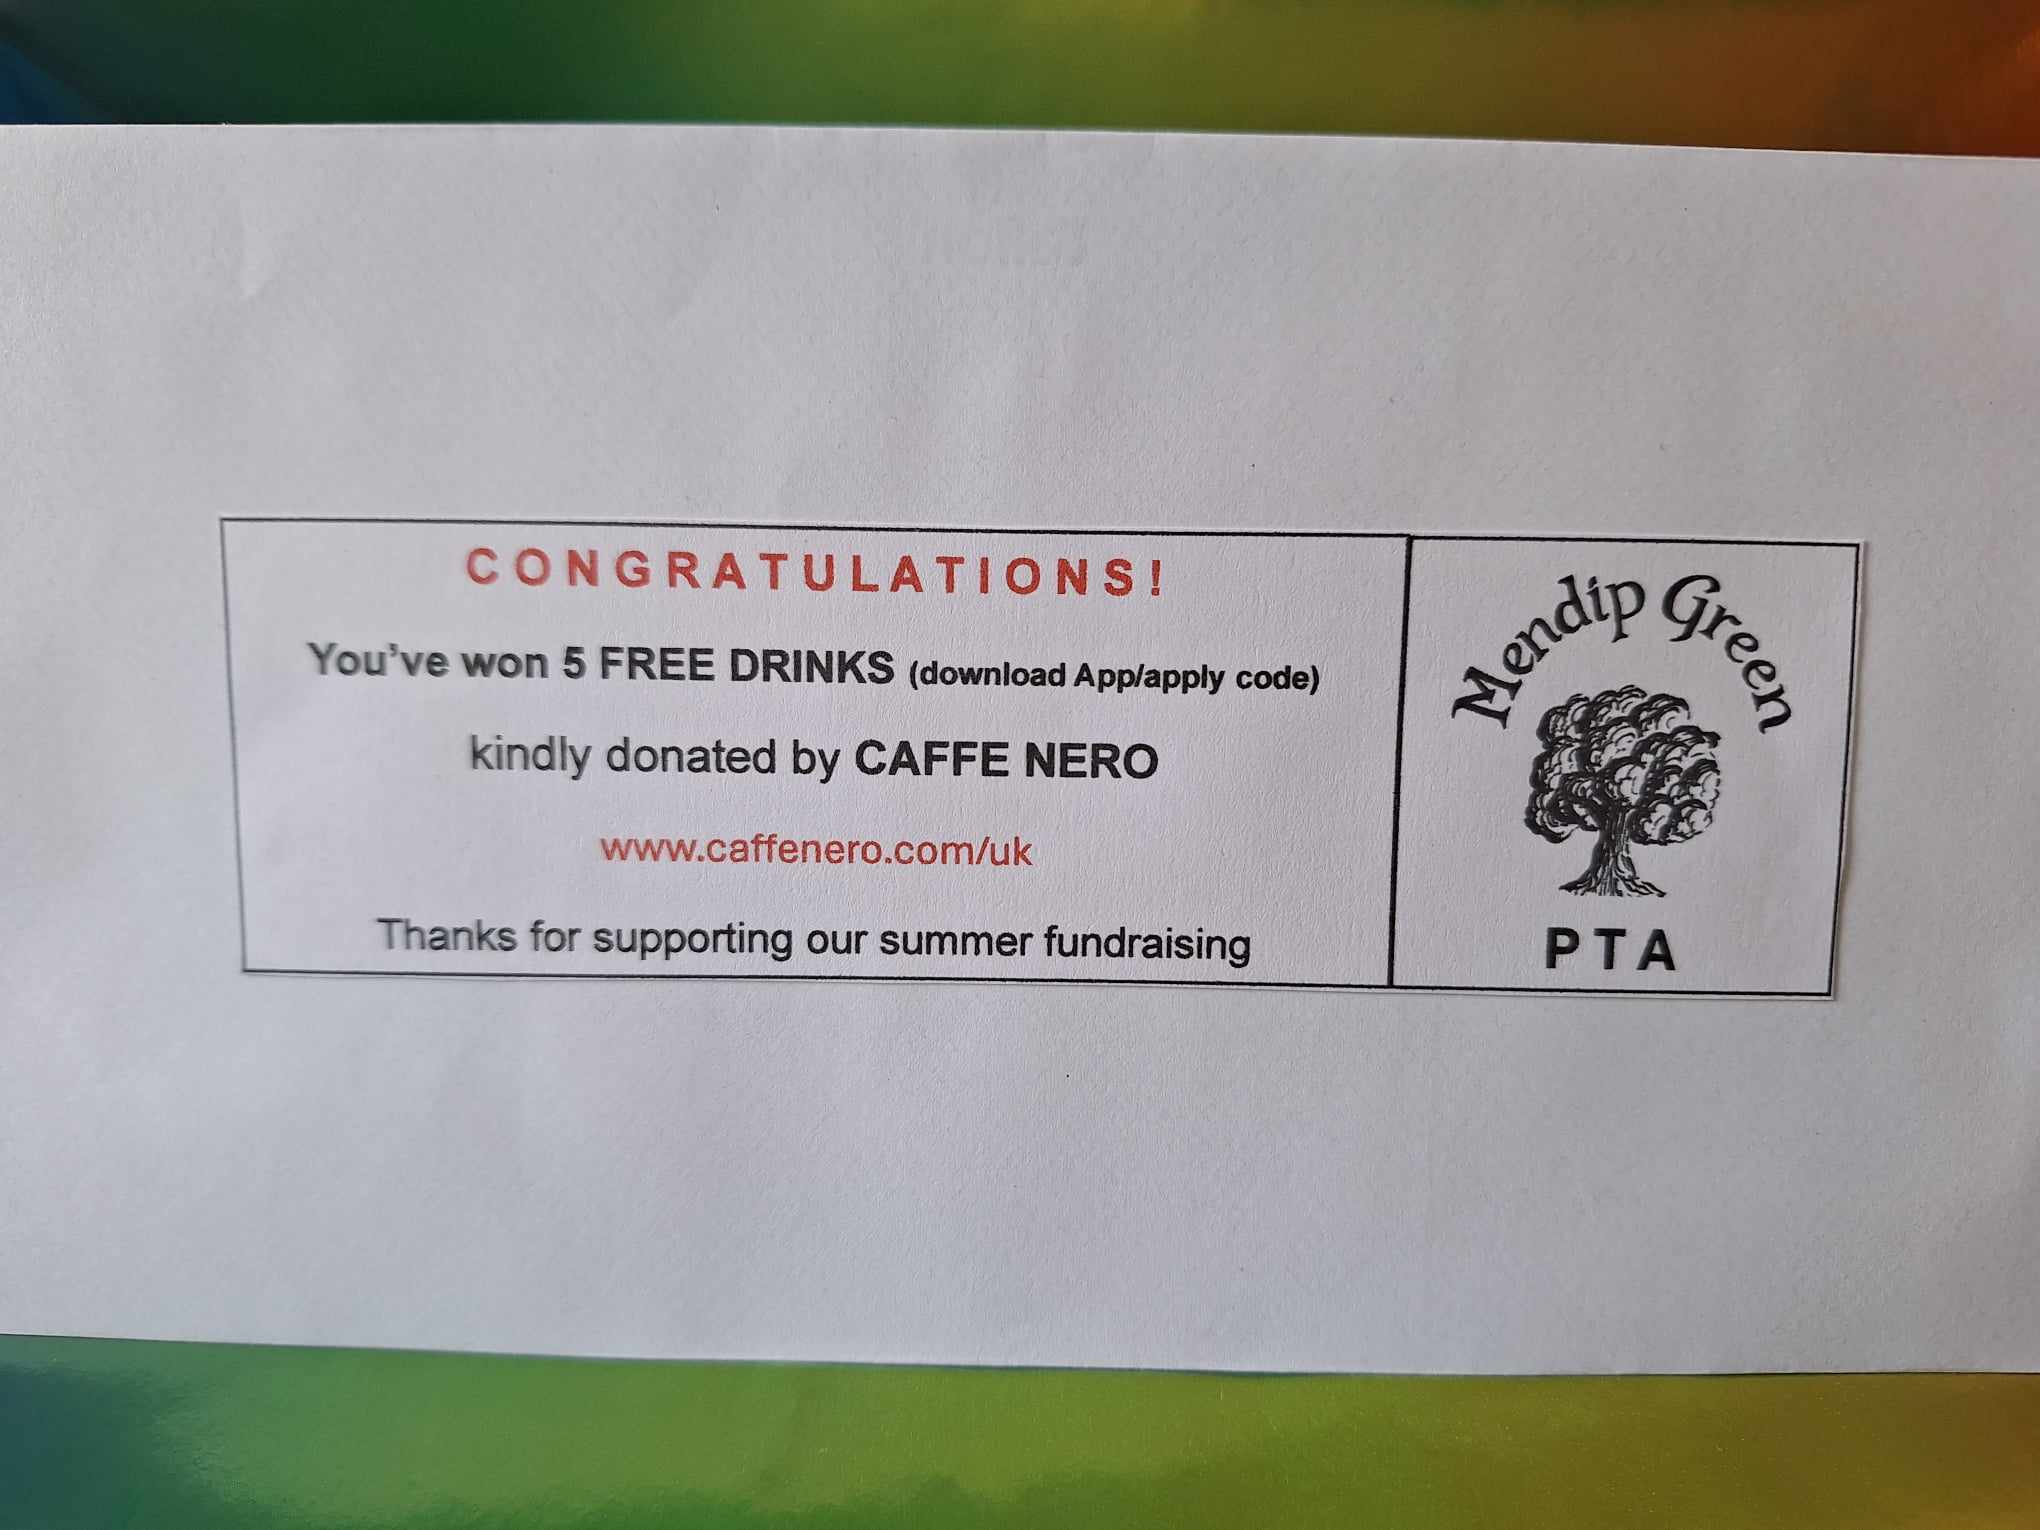 CONGRATULATIONS!
You've won 5 FREE DRINKS (download App/apply code)
kindly donated by CAFFE NERO
www.caffenero.com/uk
Thanks for supporting our summer fundraising
Mendip Green
PTA